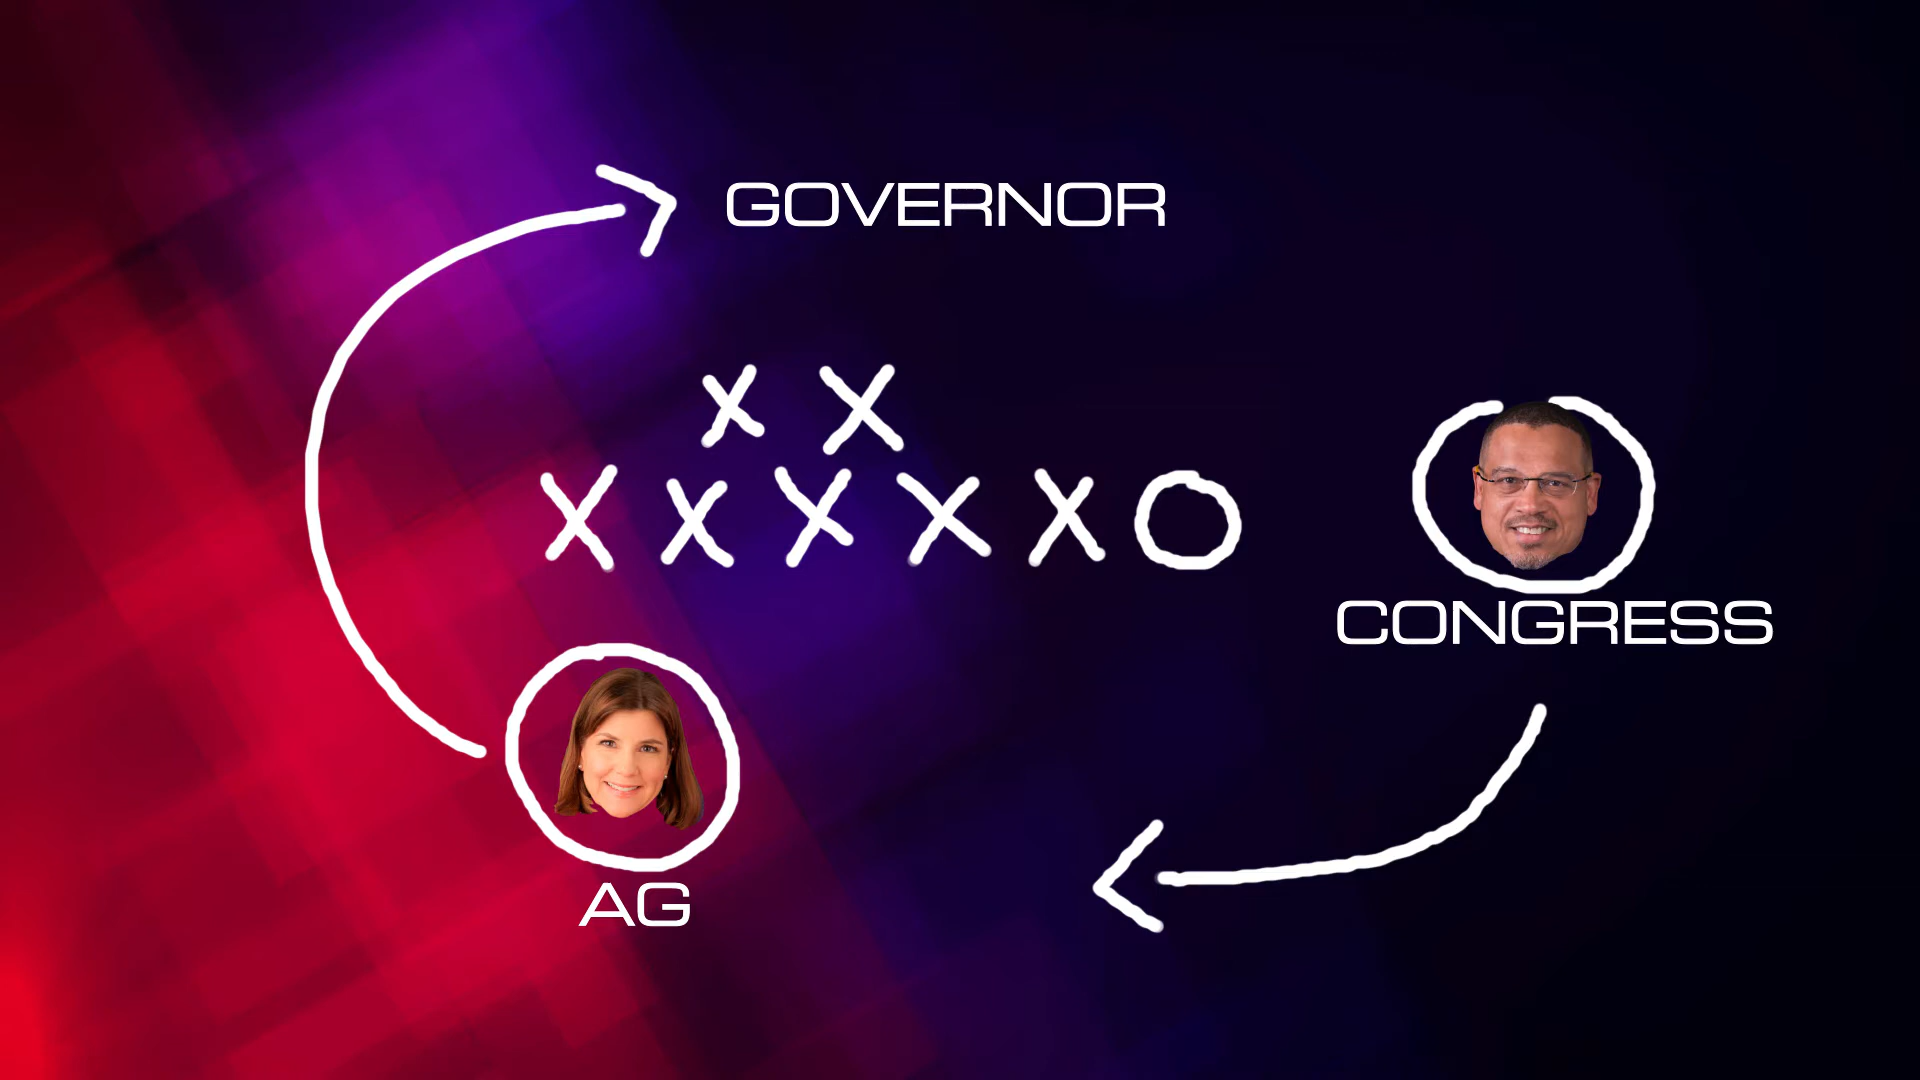 GOVERNOR
X X
X X X X X O
CONGRESS
AG